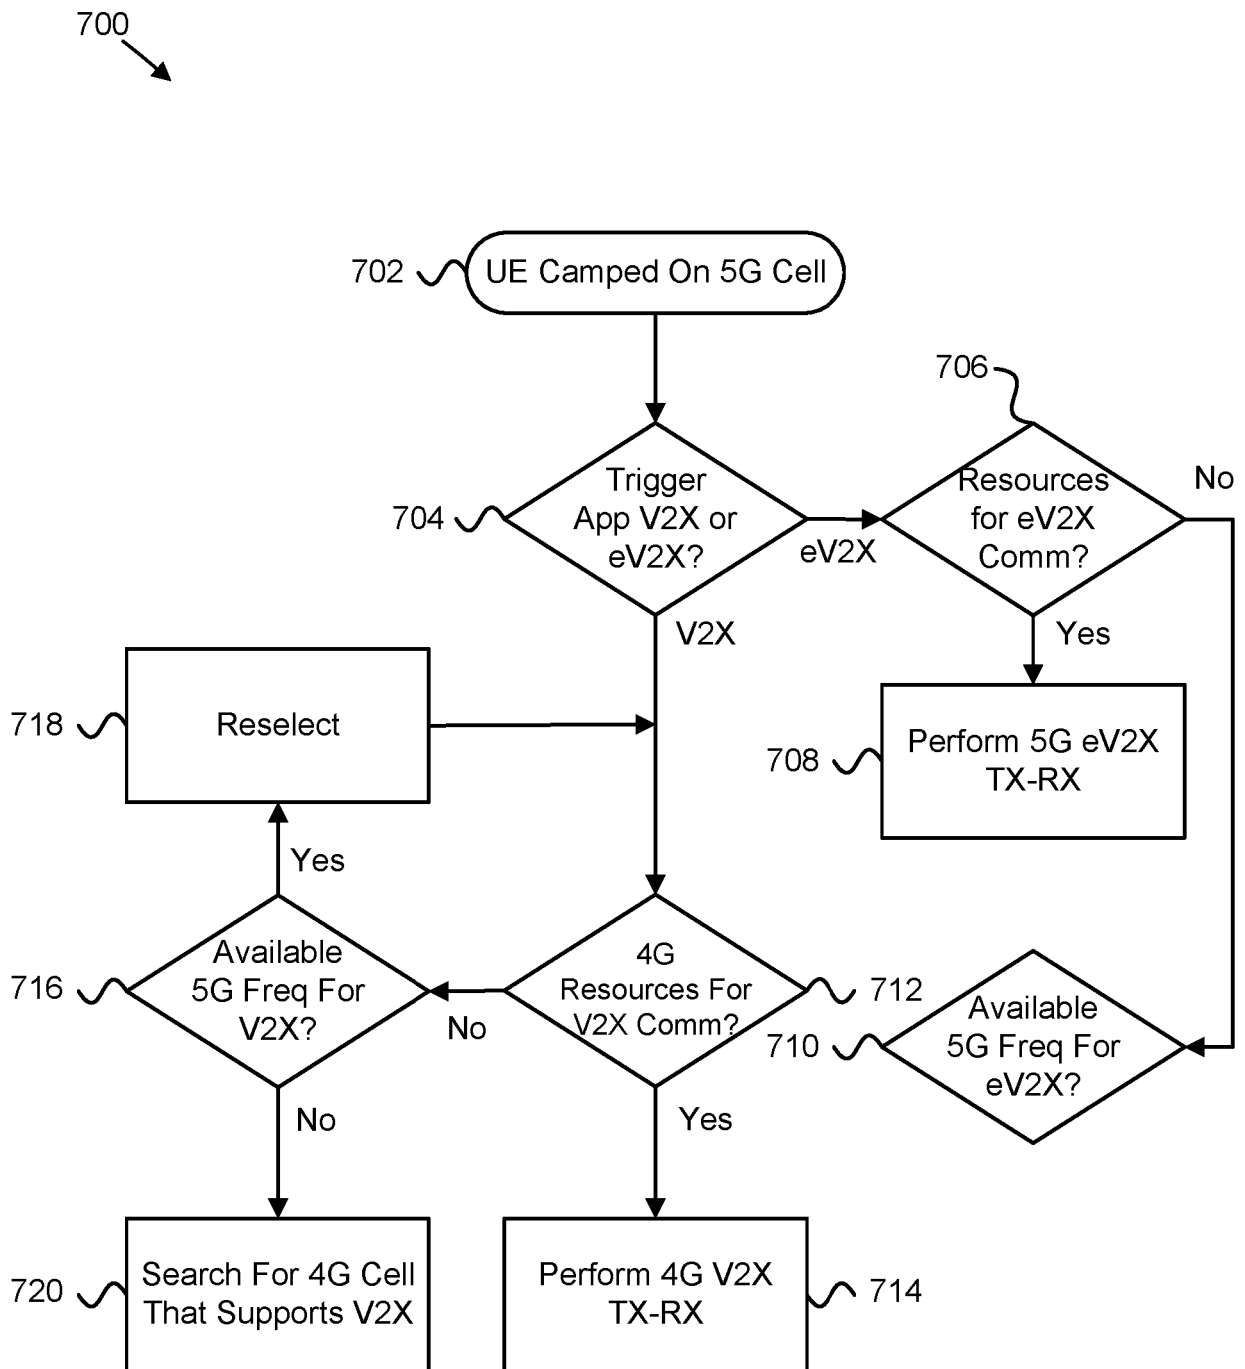 700
702
UE Camped On 5G Cell
706
704
Trigger
App V2X or
eV2X?
eV2X
Resources
for eV2X
Comm?
No
V2X
Yes
718
Reselect
708
Perform 5G eV2X
TX-RX
Yes
716
Available
5G Freq For
V2X?
No
4G
Resources For
V2X Comm?
712
710
Available
5G Freq For
eV2X?
No
Yes
720
Search For 4G Cell
That Supports V2X
Perform 4G V2X
TX-RX
714